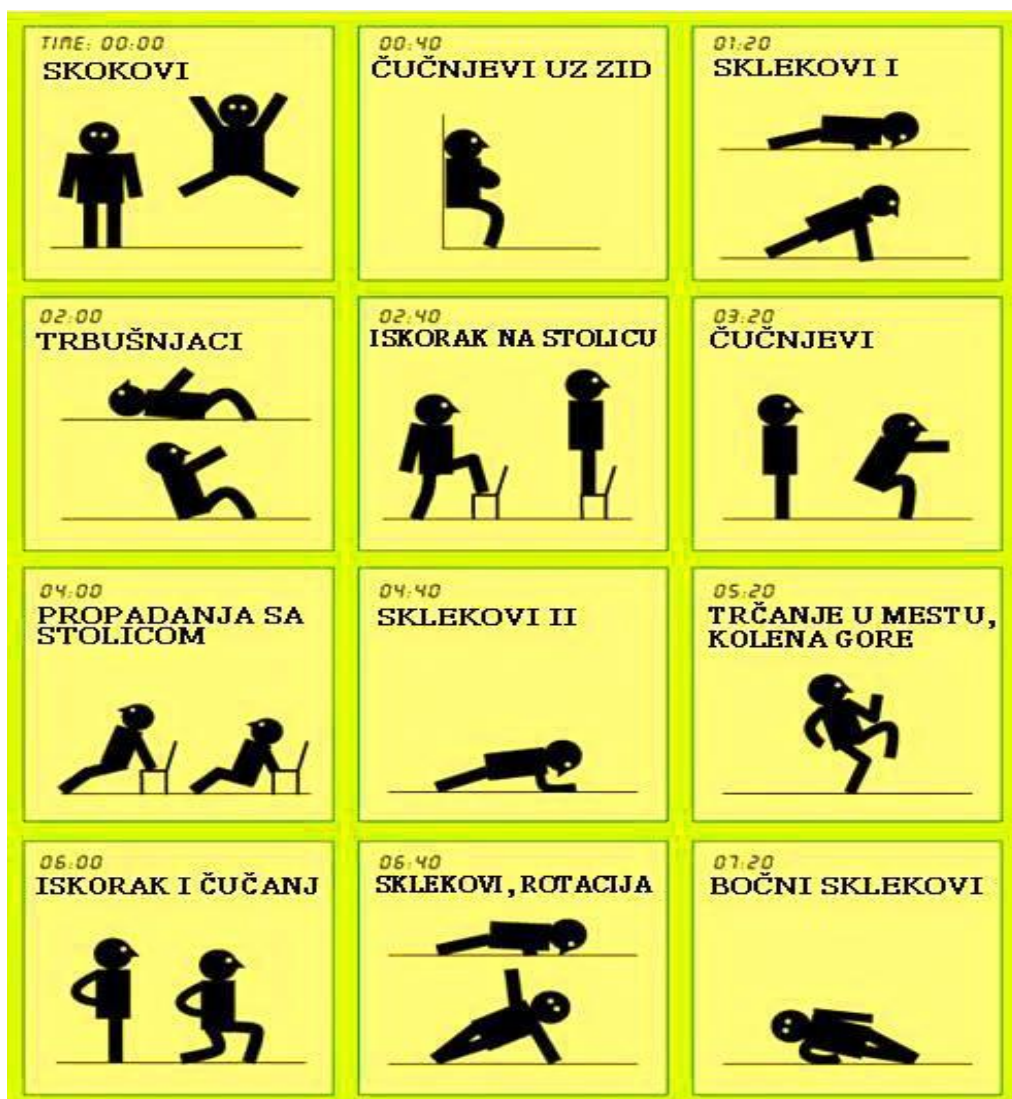 TIME: 00:00
SKOKOVI
00:40
ČUČNJEVI UZ ZID
01:20
SKLEKOVI I
02:00
TRBUŠNJACI
02:40
ISKORAK NA STOLICU
03:20
ČUČNJEVI
04:00
PROPADANJA SA
STOLICOM
04:40
SKLEKOVI II
05:20
TRČANJE U MESTU,
KOLENA GORE
06:00
ISKORAK I ČUČANJ
06:40
SKLEKOVI, ROTACIJA
07:20
BOČNI SKLEKOVI